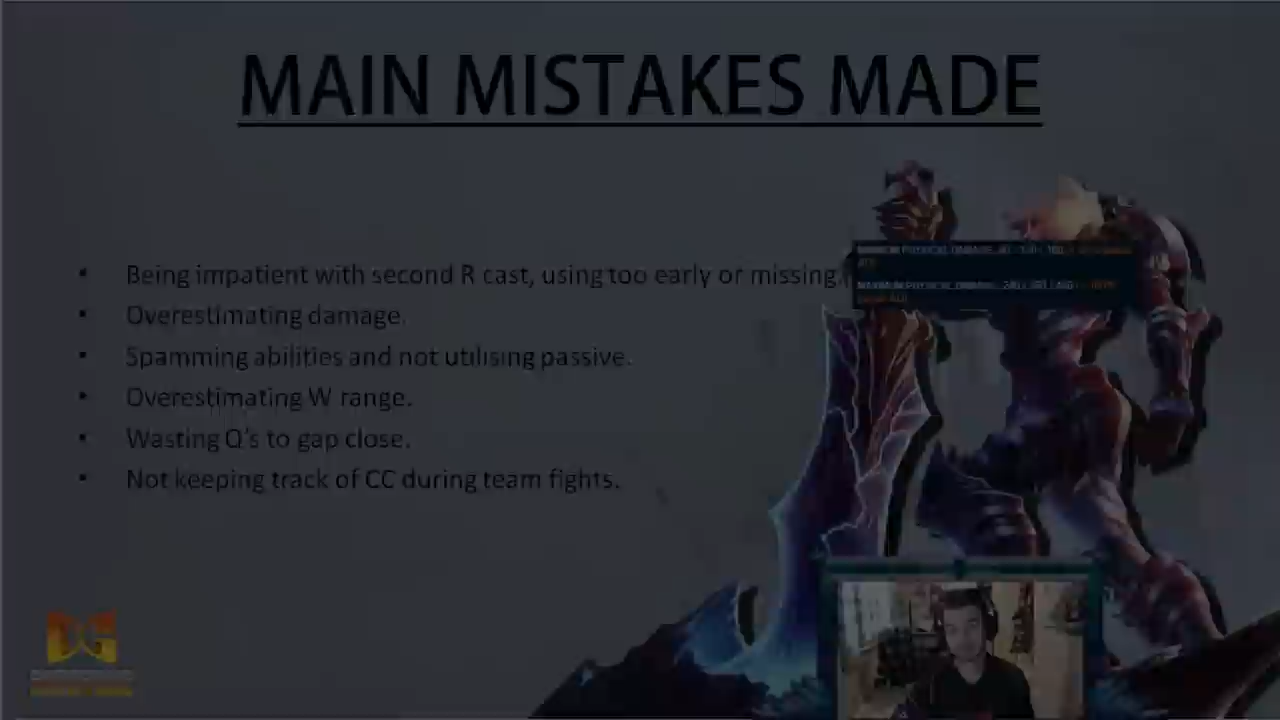 MAIN MISTAKES MADE
• Being impatient with second R cast, using too early or missing.
• Overestimating damage.
• Spamming abilities and not utilising passive.
• Overestimating W range.
• Wasting Q's to gap close.
• Not keeping track of CC during team fights.
DG